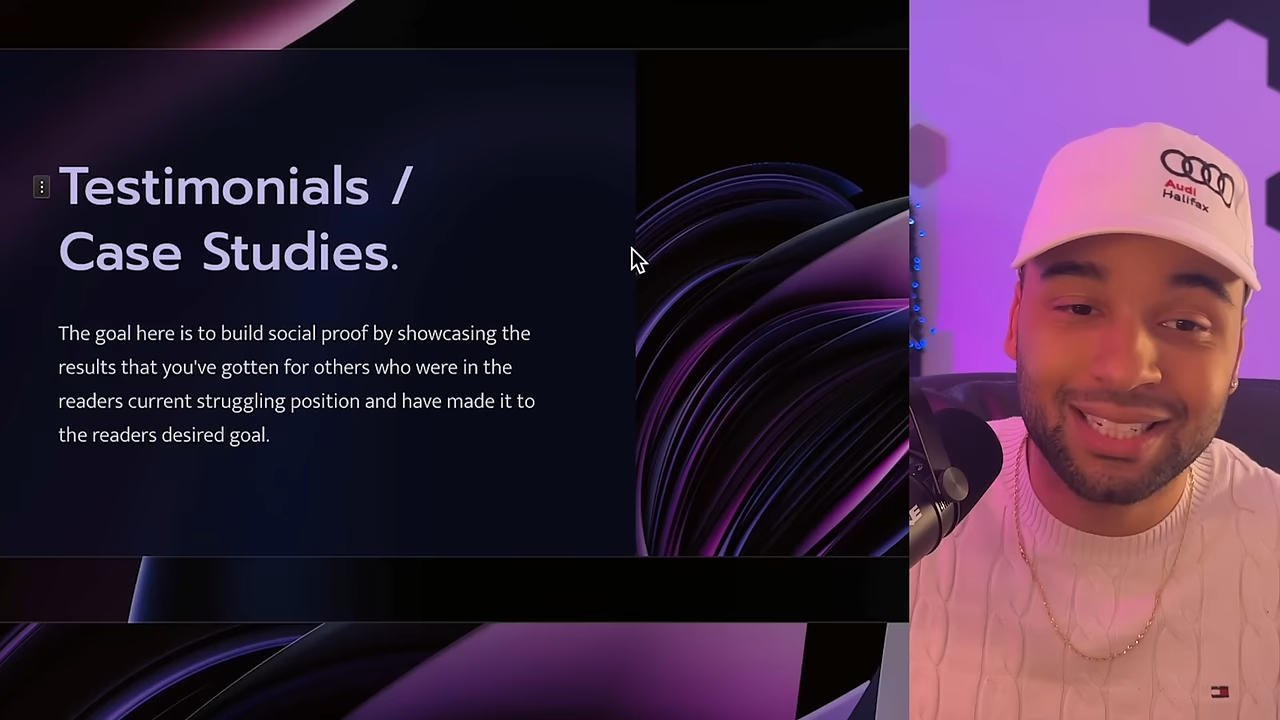 Testimonials /
Case Studies.
The goal here is to build social proof by showcasing the
results that you've gotten for others who were in the
readers current struggling position and have made it to
the readers desired goal.
Audi
Halifax